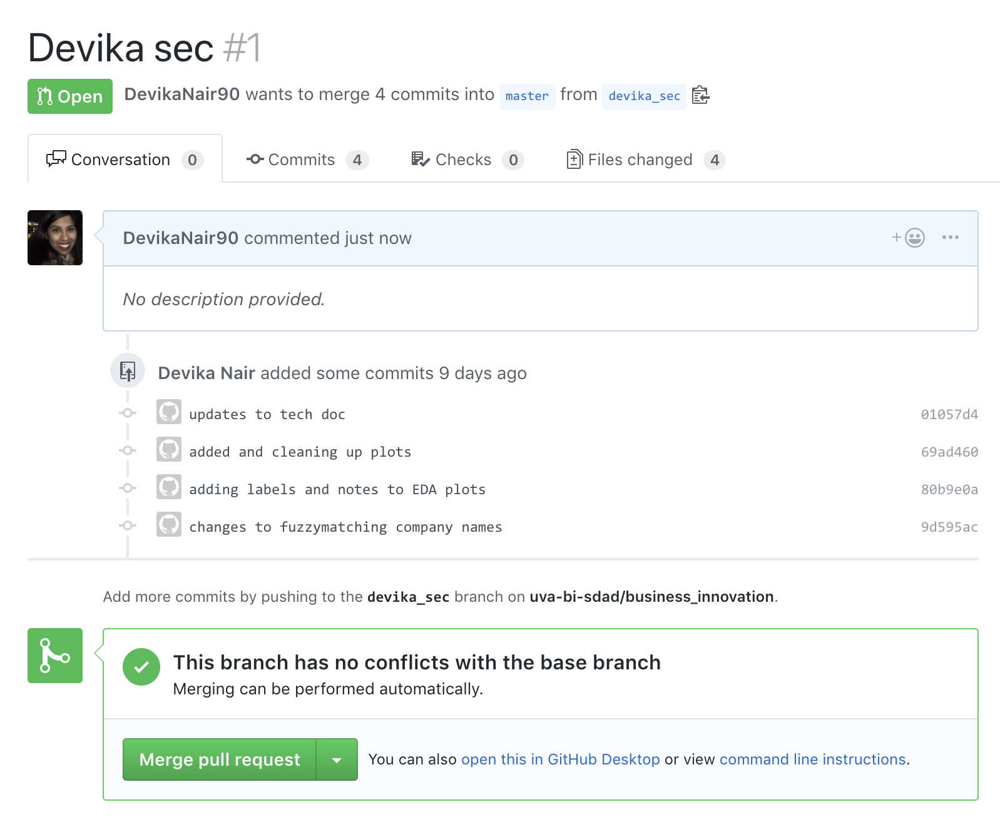 Devika sec #1
Open DevikaNair90 wants to merge 4 commits into master from devika_sec
Conversation 0 Commits 4 Checks 0 Files changed 4
DevikaNair90 commented just now
No description provided.
Devika Nair added some commits 9 days ago
updates to tech doc 01057d4
added and cleaning up plots 69ad460
adding labels and notes to EDA plots 80b9e0a
changes to fuzzymatching company names 9d595ac
Add more commits by pushing to the devika_sec branch on uva-bi-sdad/business_innovation.
This branch has no conflicts with the base branch
Merging can be performed automatically.
Merge pull request You can also open this in GitHub Desktop or view command line instructions.